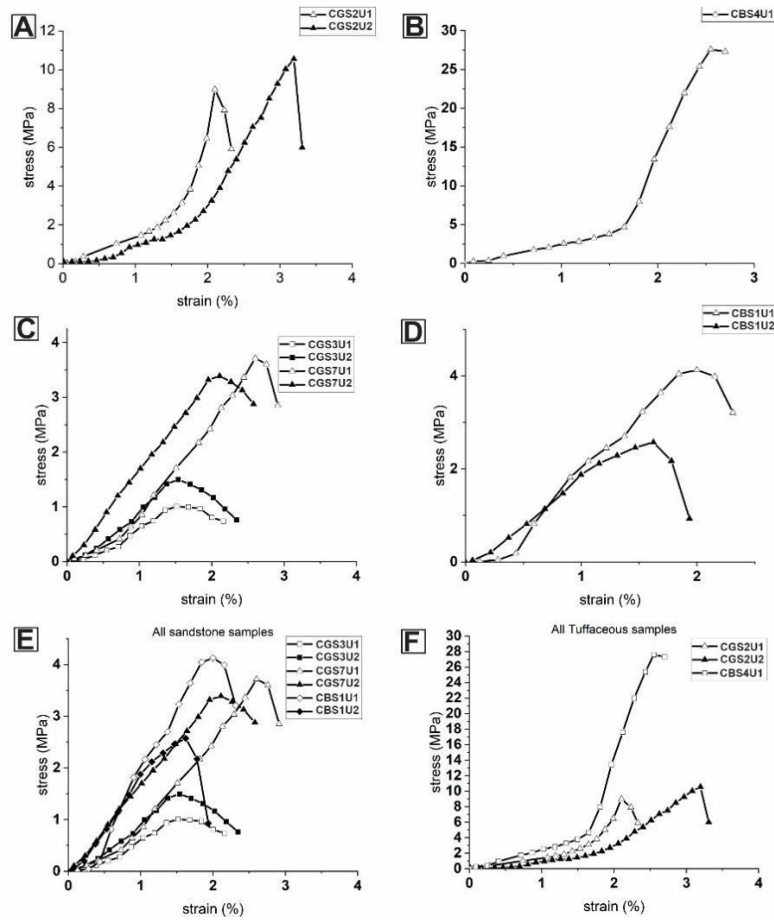 A
CGS2U1
CGS2U2
12
10
8
6
4
2
0
stress (MPa)
0 1 2 3 4
strain (%)
B
CBS4U1
30
25
20
15
10
5
0
stress (MPa)
0 1 2 3
strain (%)
C
CGS3U1
CGS3U2
CGS7U1
CGS7U2
4
3
2
1
0
stress (MPa)
0 1 2 3 4
strain (%)
D
CBS1U1
CBS1U2
4
2
0
stress (MPa)
0 1 2
strain (%)
E
All sandstone samples
CGS3U1
CGS3U2
CGS7U1
CGS7U2
CBS1U1
CBS1U2
4
3
2
1
0
stress (MPa)
0 1 2 3 4
strain (%)
F
All Tuffaceous samples
CGS2U1
CGS2U2
CBS4U1
28
26
24
22
20
18
16
14
12
10
8
6
4
2
0
stress (MPa)
0 1 2 3 4
strain (%)